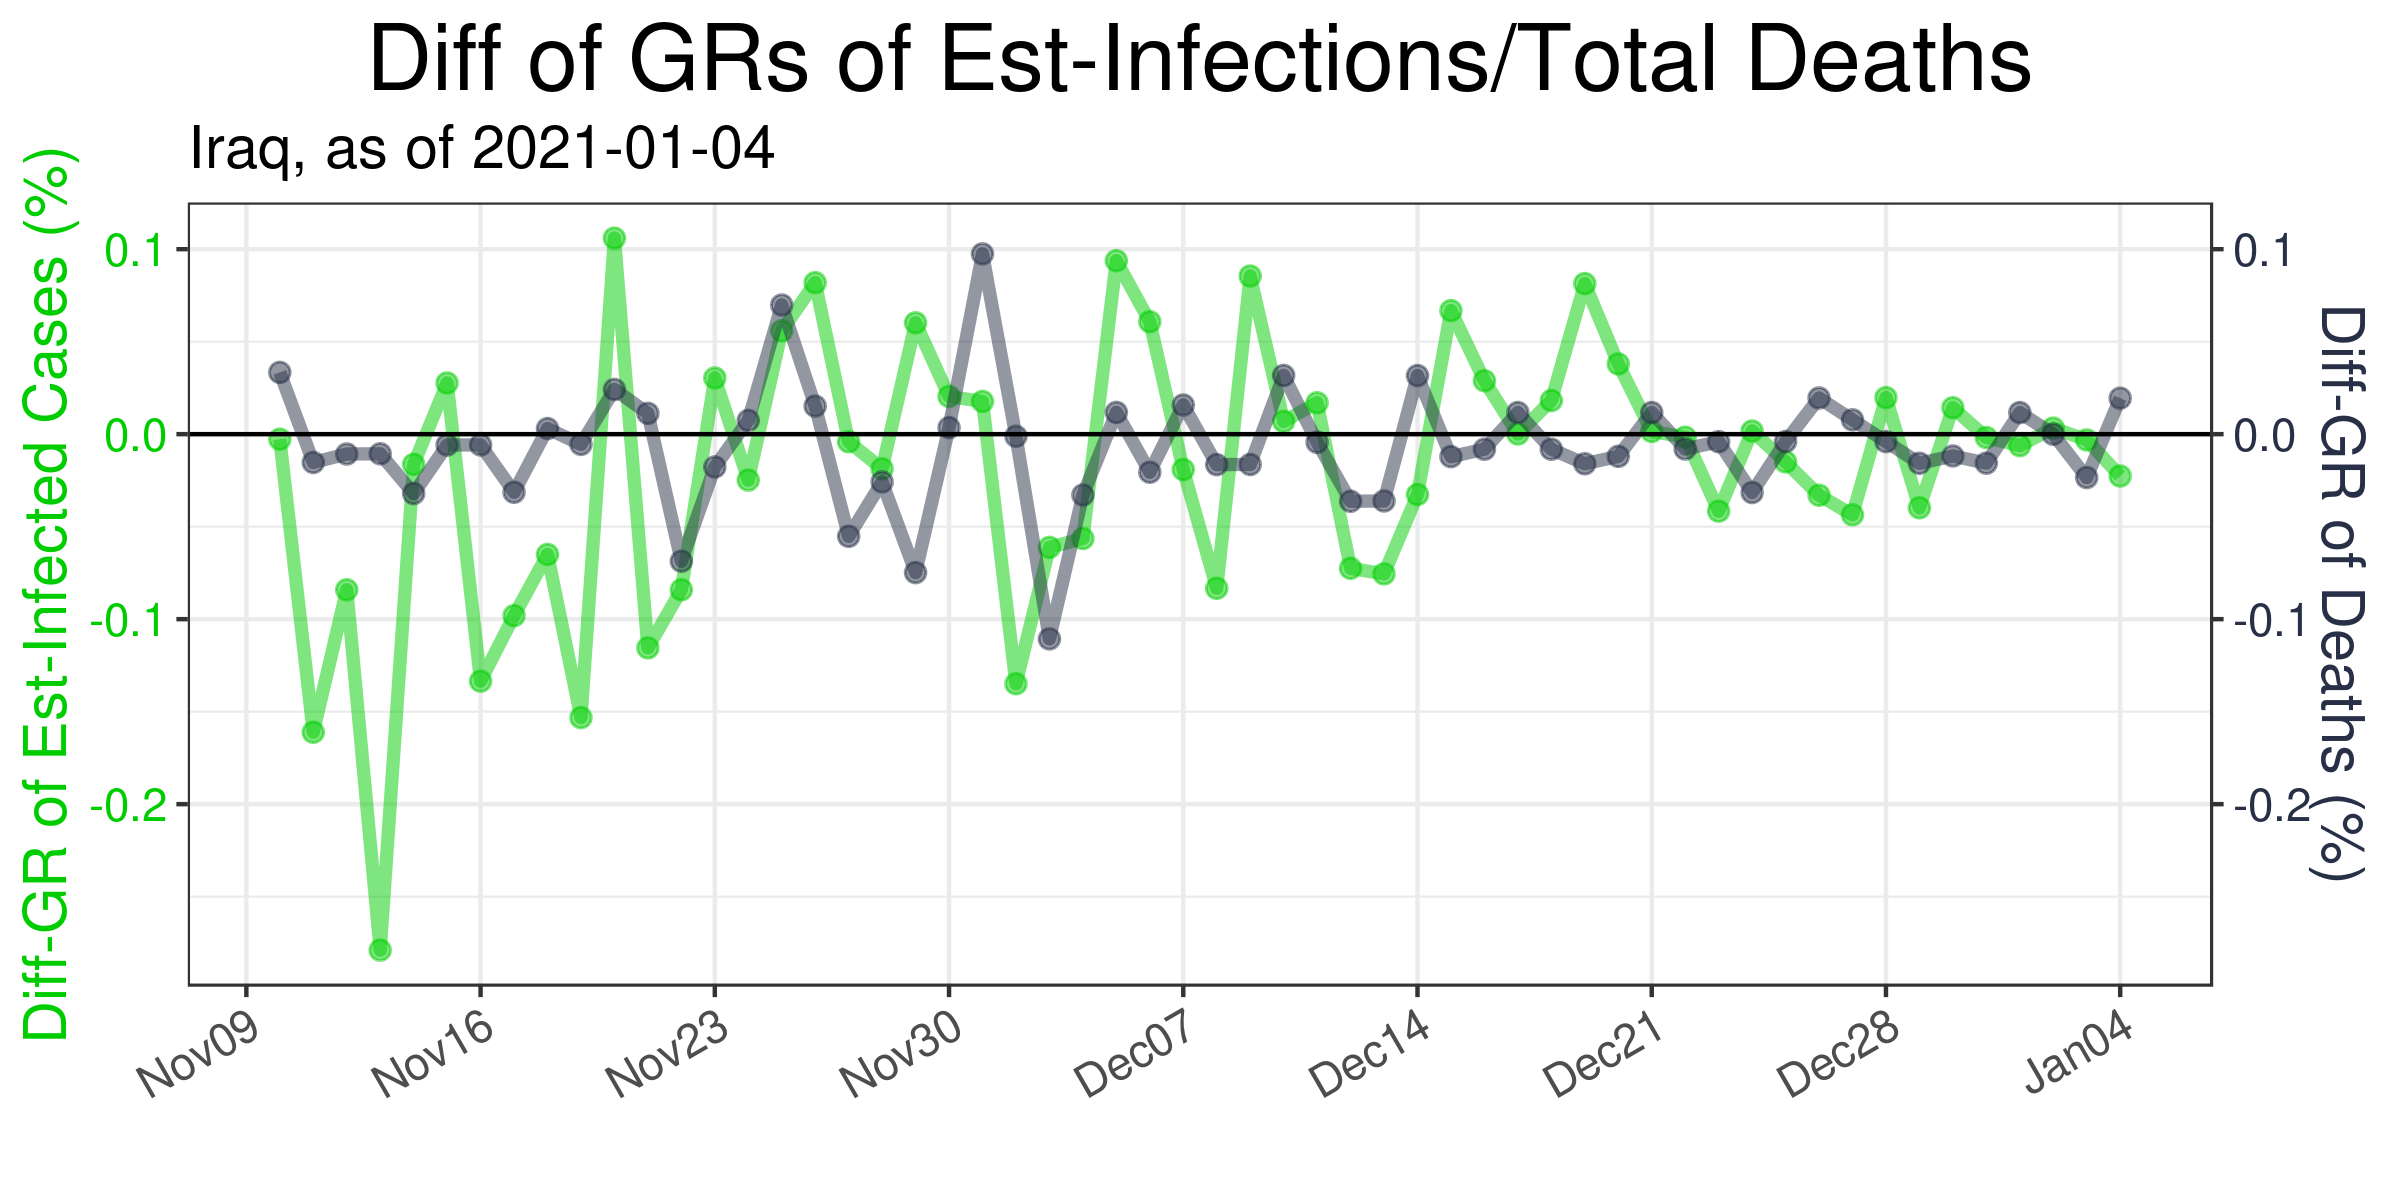 Diff of GRs of Est-Infections/Total Deaths
Iraq, as of 2021-01-04
Diff-GR of Est-Infected Cases (%)
0.1
0.0
-0.1
-0.2
0.1
0.0
-0.1
-0.2
Diff-GR of Deaths (%)
Nov09
Nov16
Nov23
Nov30
Dec07
Dec14
Dec21
Dec28
Jan04